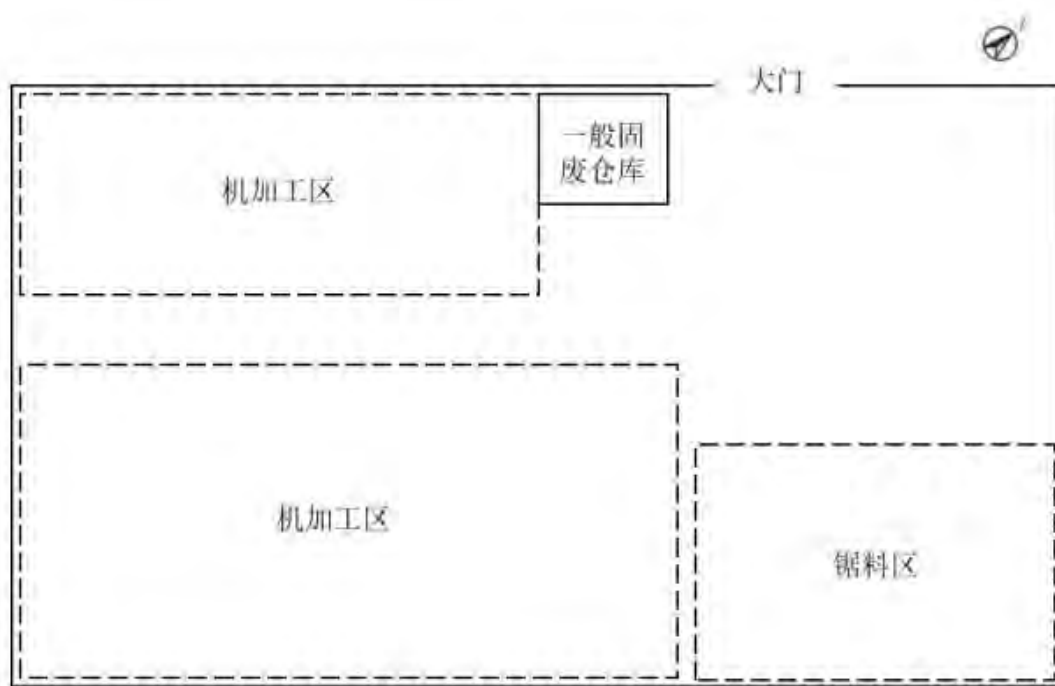 大门
一般固
废仓库
机加工区
机加工区
锯料区